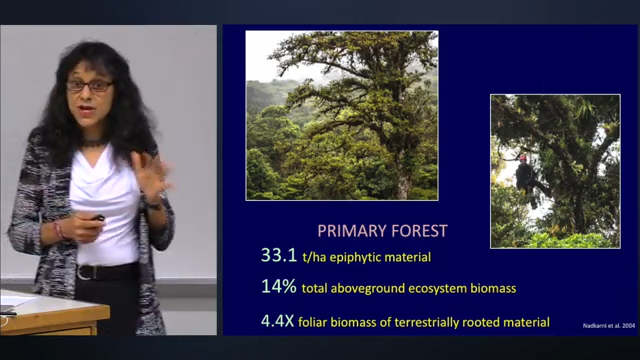 PRIMARY FOREST
33.1 t/ha epiphytic material
14% total aboveground ecosystem biomass
4.4X foliar biomass of terrestrially rooted material
Nadkarni et al. 2004